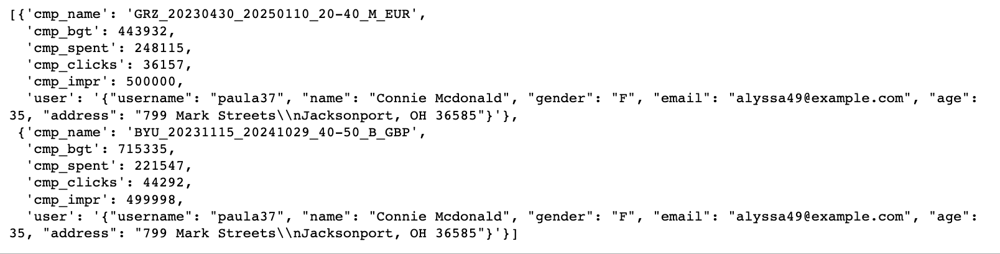 [{'cmp_name': 'GRZ_20230430_20250110_20-40_M_EUR',
  'cmp_bgt': 443932,
  'cmp_spent': 248115,
  'cmp_clicks': 36157,
  'cmp_impr': 500000,
  'user': '{"username": "paula37", "name": "Connie Mcdonald", "gender": "F", "email": "alyssa49@example.com", "age":
35, "address": "799 Mark Streets\\nJacksonport, OH 36585"}'},
 {'cmp_name': 'BYU_20231115_20241029_40-50_B_GBP',
  'cmp_bgt': 715335,
  'cmp_spent': 221547,
  'cmp_clicks': 44292,
  'cmp_impr': 499998,
  'user': '{"username": "paula37", "name": "Connie Mcdonald", "gender": "F", "email": "alyssa49@example.com", "age":
35, "address": "799 Mark Streets\\nJacksonport, OH 36585"}'}]